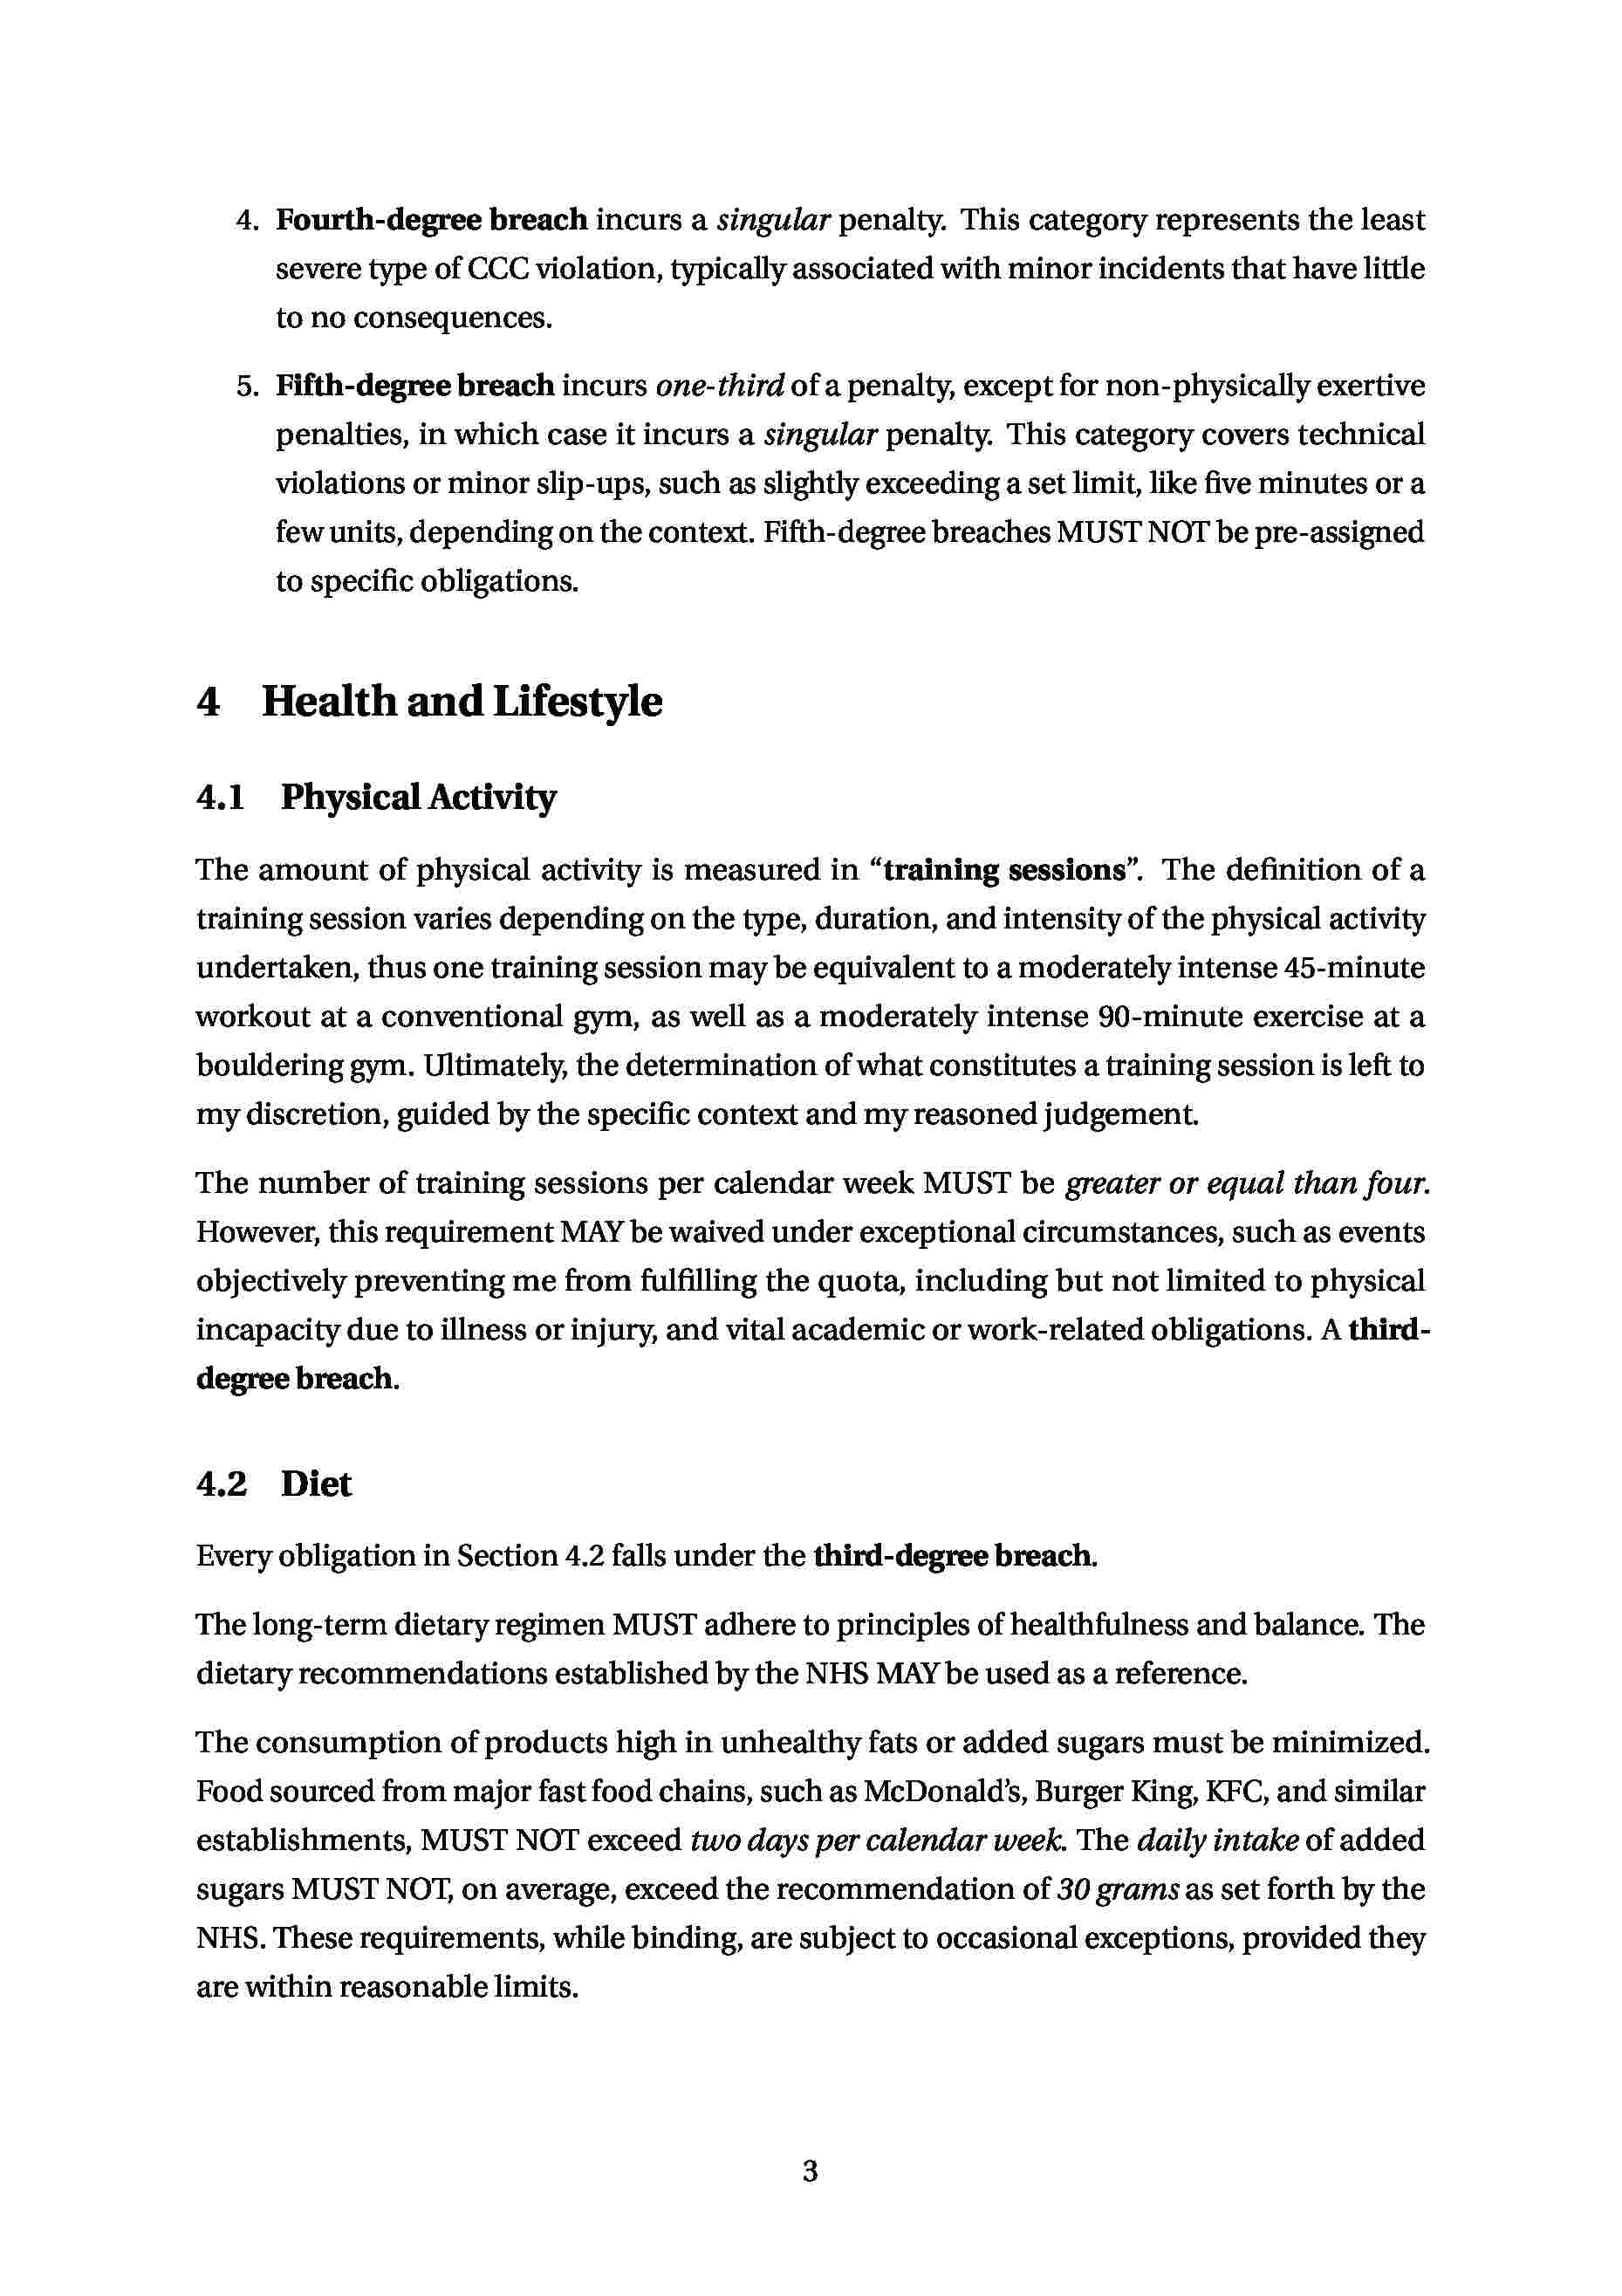 4. Fourth-degree breach incurs a singular penalty. This category represents the least
severe type of CCC violation, typically associated with minor incidents that have little
to no consequences.
5. Fifth-degree breach incurs one-third of a penalty, except for non-physically exertive
penalties, in which case it incurs a singular penalty. This category covers technical
violations or minor slip-ups, such as slightly exceeding a set limit, like five minutes or a
few units, depending on the context. Fifth-degree breaches MUST NOT be pre-assigned
to specific obligations.
4 Health and Lifestyle
4.1 Physical Activity
The amount of physical activity is measured in “training sessions”. The definition of a
training session varies depending on the type, duration, and intensity of the physical activity
undertaken, thus one training session may be equivalent to a moderately intense 45-minute
workout at a conventional gym, as well as a moderately intense 90-minute exercise at a
bouldering gym. Ultimately, the determination of what constitutes a training session is left to
my discretion, guided by the specific context and my reasoned judgement.
The number of training sessions per calendar week MUST be greater or equal than four.
However, this requirement MAY be waived under exceptional circumstances, such as events
objectively preventing me from fulfilling the quota, including but not limited to physical
incapacity due to illness or injury, and vital academic or work-related obligations. A third-
degree breach.
4.2 Diet
Every obligation in Section 4.2 falls under the third-degree breach.
The long-term dietary regimen MUST adhere to principles of healthfulness and balance. The
dietary recommendations established by the NHS MAY be used as a reference.
The consumption of products high in unhealthy fats or added sugars must be minimized.
Food sourced from major fast food chains, such as McDonald’s, Burger King, KFC, and similar
establishments, MUST NOT exceed two days per calendar week. The daily intake of added
sugars MUST NOT, on average, exceed the recommendation of 30 grams as set forth by the
NHS. These requirements, while binding, are subject to occasional exceptions, provided they
are within reasonable limits.
3